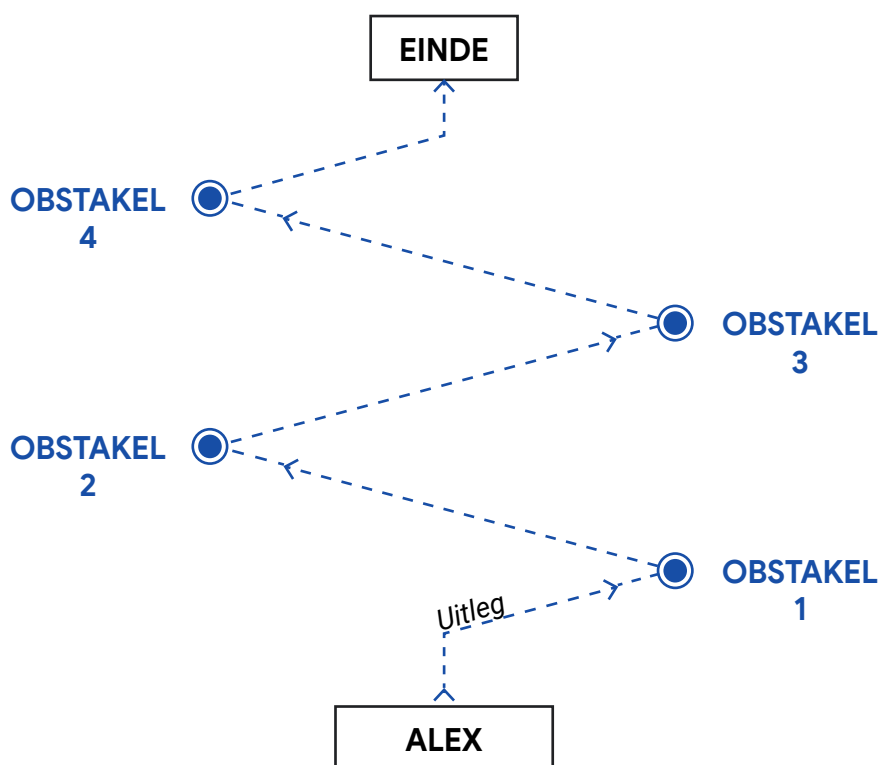 EINDE
OBSTAKEL
4
OBSTAKEL
3
OBSTAKEL
2
OBSTAKEL
1
Uitleg
ALEX